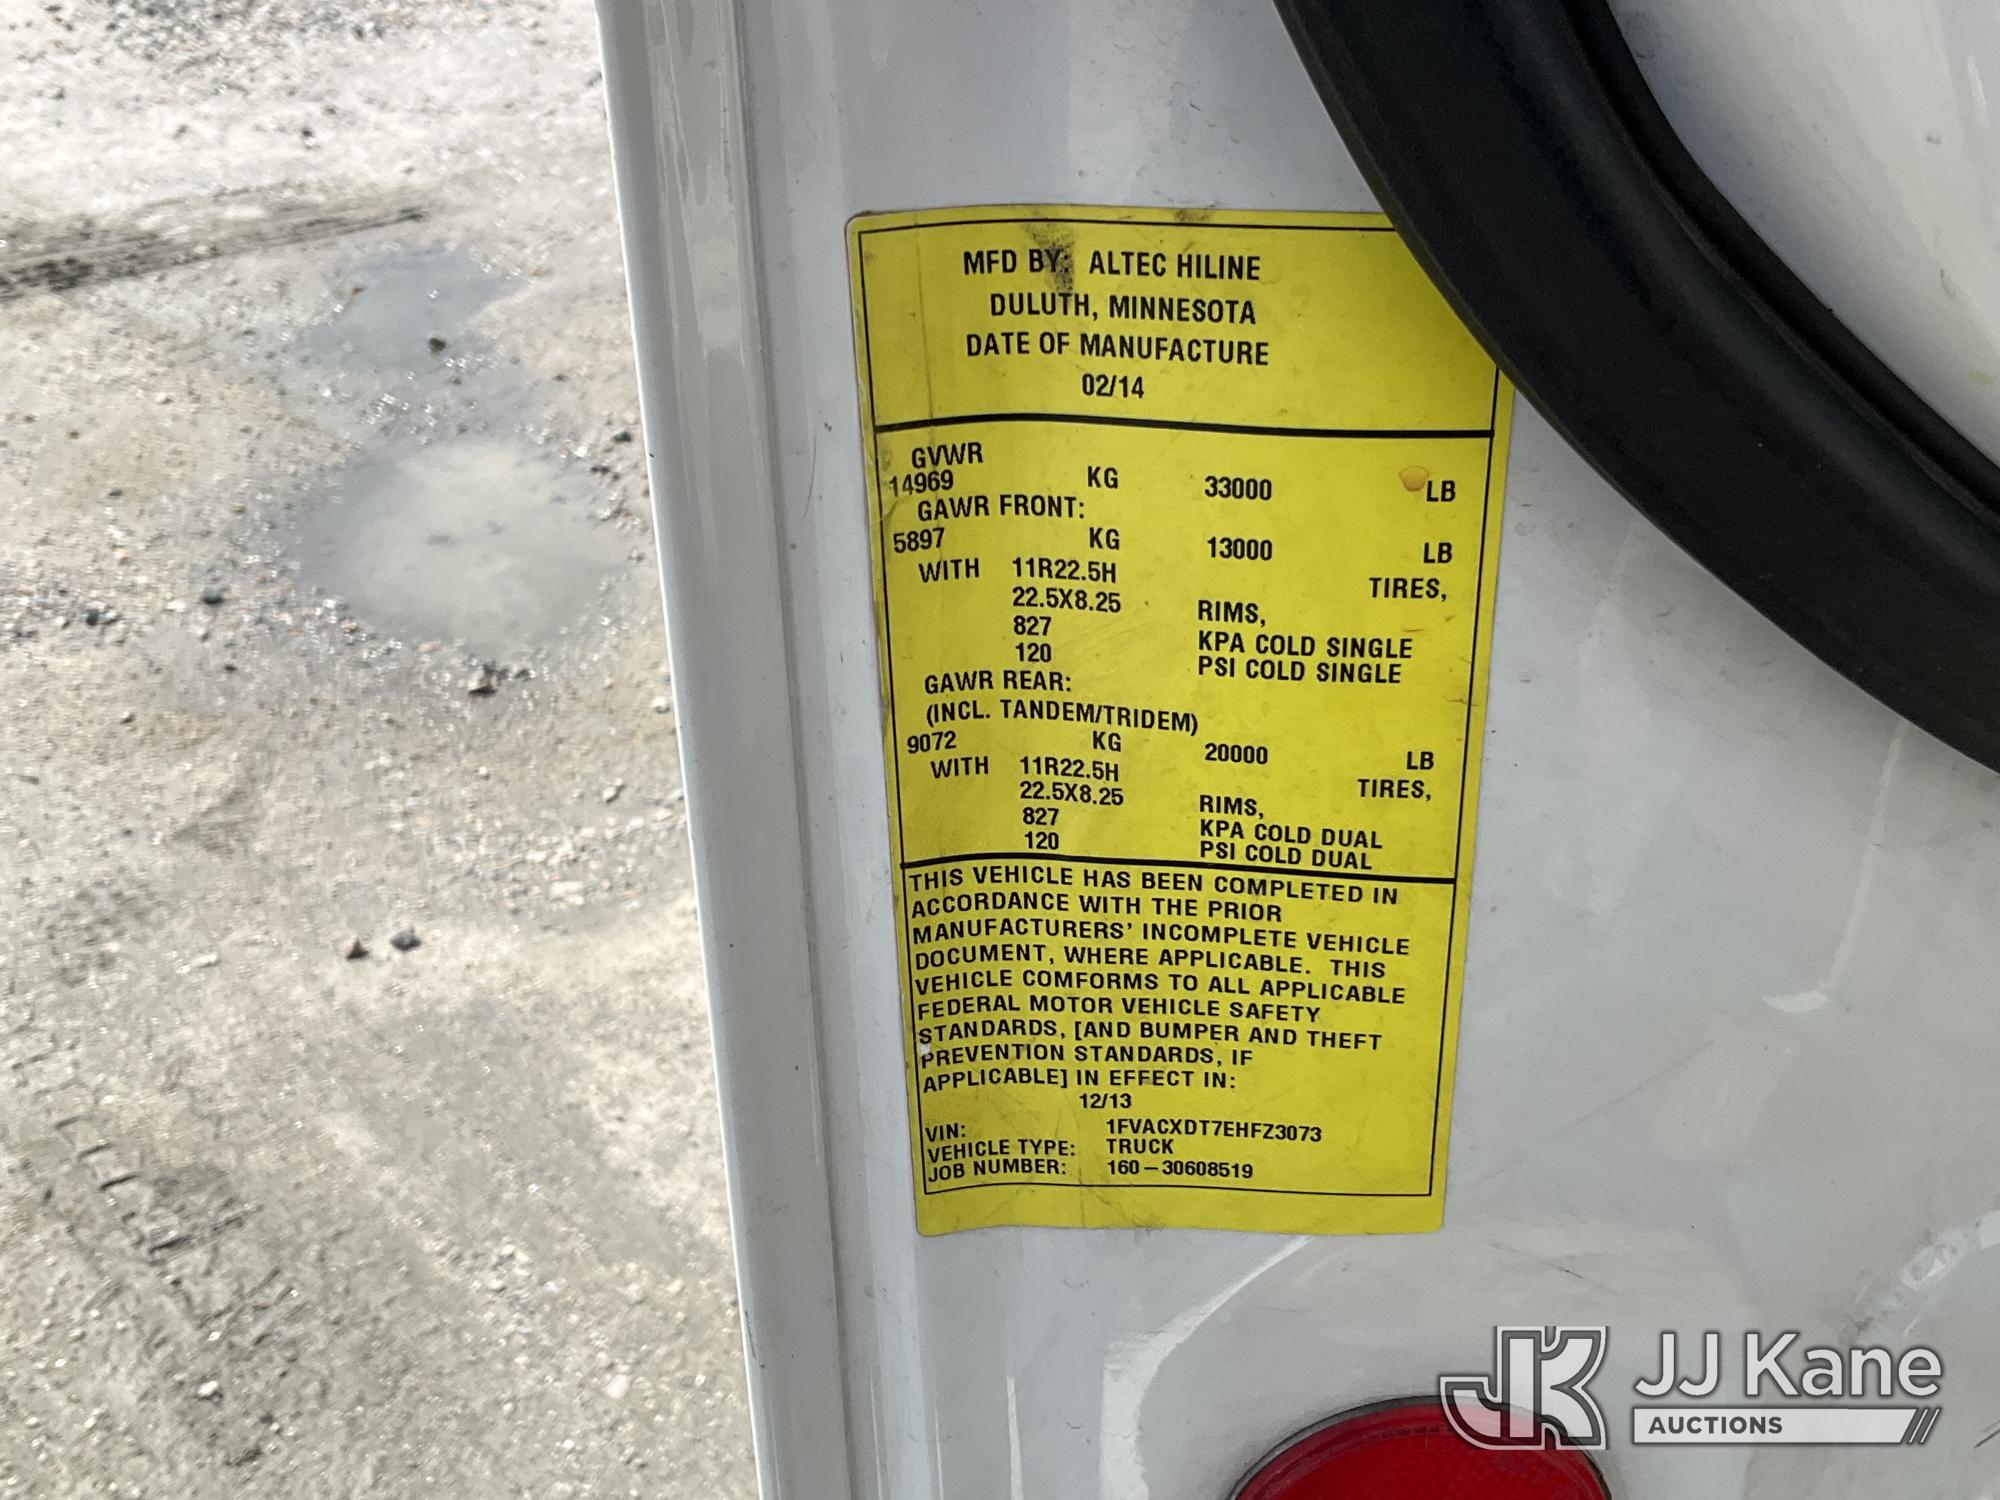 MFD BY: ALTEC HILINE
DULUTH, MINNESOTA
DATE OF MANUFACTURE
02/14
GVWR
14969 KG 33000 LB
GAWR FRONT:
5897 KG 13000 LB
WITH 11R22.5H TIRES,
22.5X8.25 RIMS,
827 KPA COLD SINGLE
120 PSI COLD SINGLE
GAWR REAR:
(INCL. TANDEM/TRIDEM)
9072 KG 20000 LB
WITH 11R22.5H TIRES,
22.5X8.25 RIMS,
827 KPA COLD DUAL
120 PSI COLD DUAL
THIS VEHICLE HAS BEEN COMPLETED IN
ACCORDANCE WITH THE PRIOR
MANUFACTURERS' INCOMPLETE VEHICLE
DOCUMENT, WHERE APPLICABLE. THIS
VEHICLE COMFORMS TO ALL APPLICABLE
FEDERAL MOTOR VEHICLE SAFETY
STANDARDS, [AND BUMPER AND THEFT
PREVENTION STANDARDS, IF
APPLICABLE] IN EFFECT IN:
12/13
VIN: 1FVACXDT7EHFZ3073
VEHICLE TYPE: TRUCK
JOB NUMBER: 160-30608519
JK JJ Kane
AUCTIONS